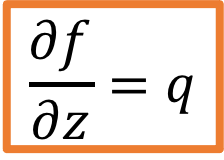 ∂f/∂z = q